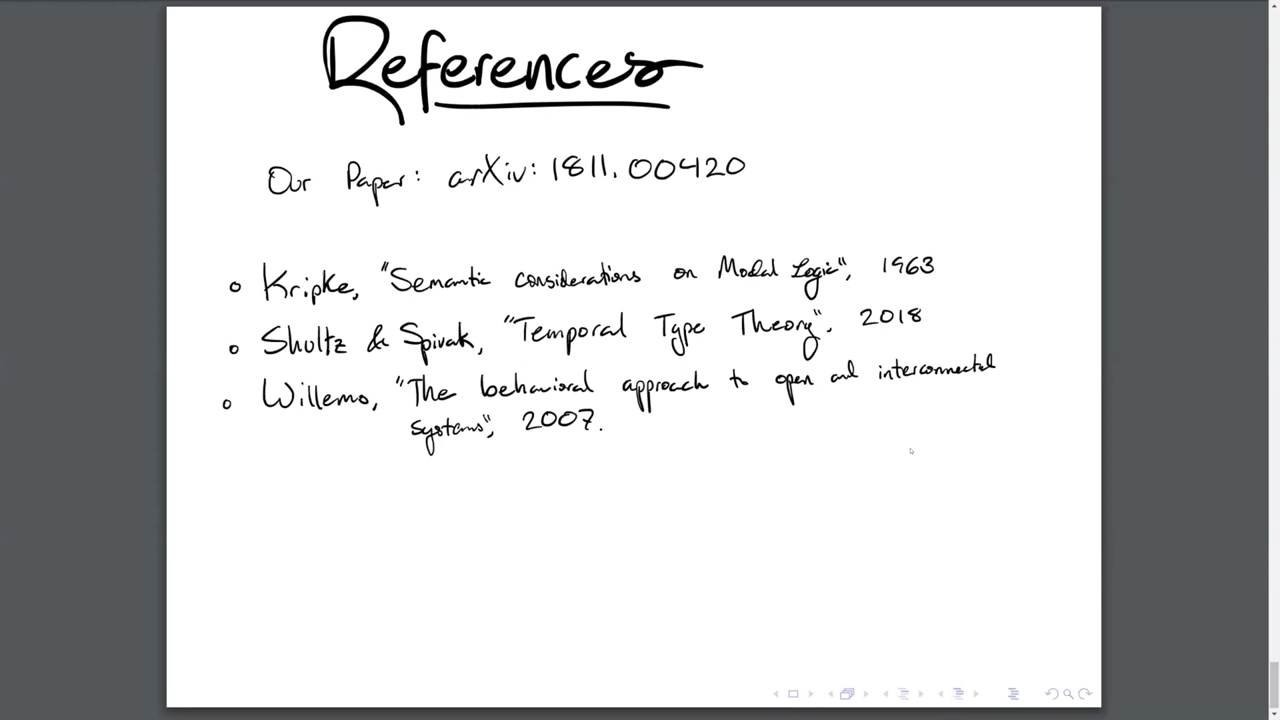 References
Our Paper: arXiv: 1811.00420
Kripke, "Semantic considerations on Modal Logic", 1963
Shultz & Spivak, "Temporal Type Theory". 2018
Willems, "The behavioral approach to open and interconnected
systems", 2007.